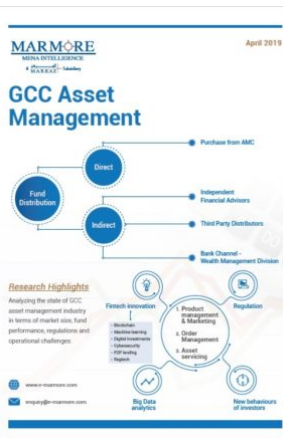 MARMORE
MENA INTELLIGENCE
A MARKAZ Subsidiary
April 2019
GCC Asset
Management
Direct
Purchase from AMC
Fund
Distribution
Independent
Financial Advisors
Indirect
Third Party Distributors
Bank Channel -
Wealth Management Division
Research Highlights
Analyzing the state of GCC
asset management industry
in terms of market size, fund
performance, regulations and
operational challenges.
Fintech innovation
- Blockchain
- Machine learning
- Digital investments
- Cybersecurity
- P2P lending
- Regtech
1. Product
management
& Marketing
2. Order
Management
3. Asset
servicing
Regulation
www.e-marmore.com
enquiry@e-marmore.com
Big Data
analytics
New behaviours
of investors